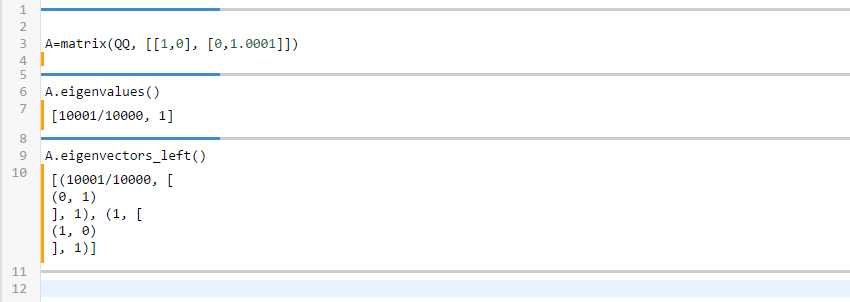 1
2
3 A=matrix(QQ, [[1,0], [0,1.0001]])
4
5
6 A.eigenvalues()
7 [10001/10000, 1]
8
9 A.eigenvectors_left()
10 [(10001/10000, [
(0, 1)
], 1), (1, [
(1, 0)
], 1)]
11
12